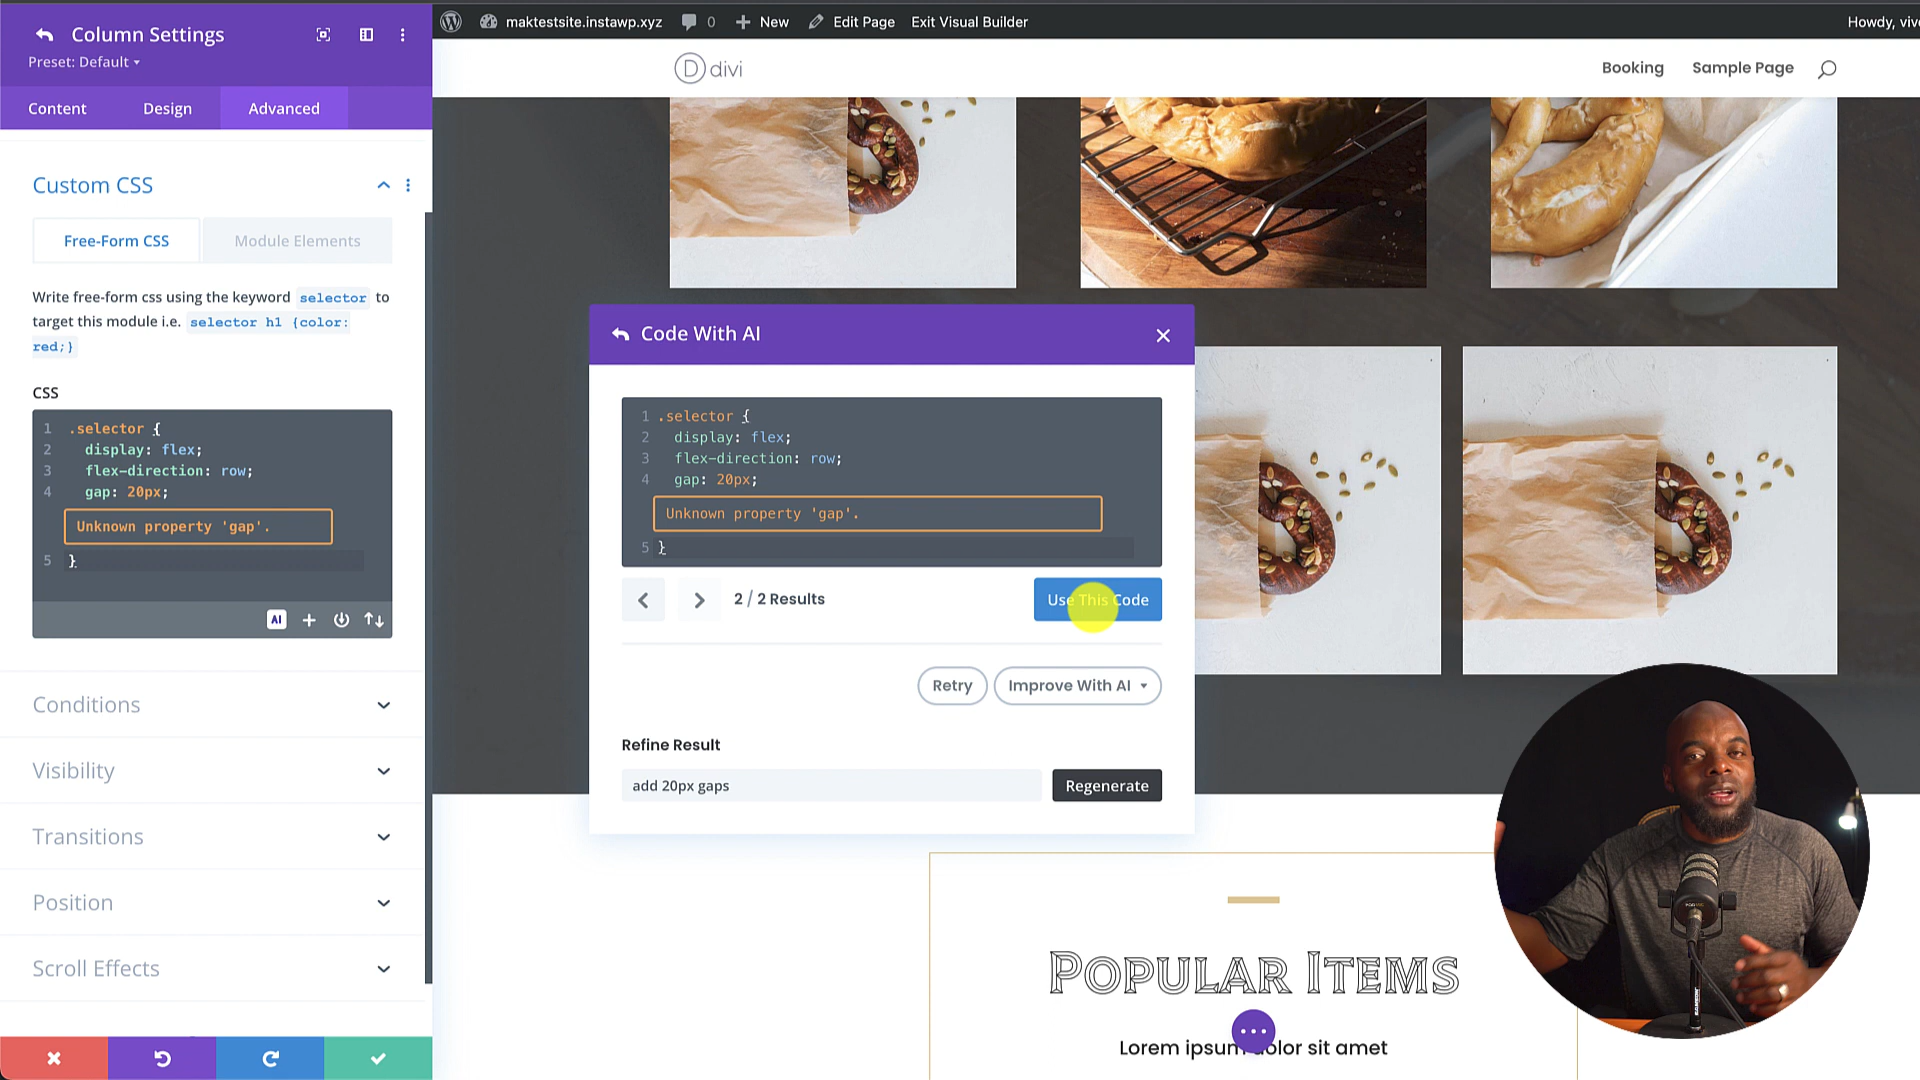 Column Settings
Preset: Default
Content
Design
Advanced
Custom CSS
Free-Form CSS
Module Elements
Write free-form css using the keyword selector to
target this module i.e. selector h1 {color:
red;}
CSS
1 .selector {
2 display: flex;
3 flex-direction: row;
4 gap: 20px;
Unknown property 'gap'.
5 }
AI
Conditions
Visibility
Transitions
Position
Scroll Effects
maktestsite.instawp.xyz
0
New
Edit Page
Exit Visual Builder
Howdy, viv
D divi
Booking
Sample Page
Code With AI
1 .selector {
2 display: flex;
3 flex-direction: row;
4 gap: 20px;
Unknown property 'gap'.
5 }
2 / 2 Results
Use This Code
Retry
Improve With AI
Refine Result
add 20px gaps
Regenerate
Popular Items
Lorem ipsum dolor sit amet